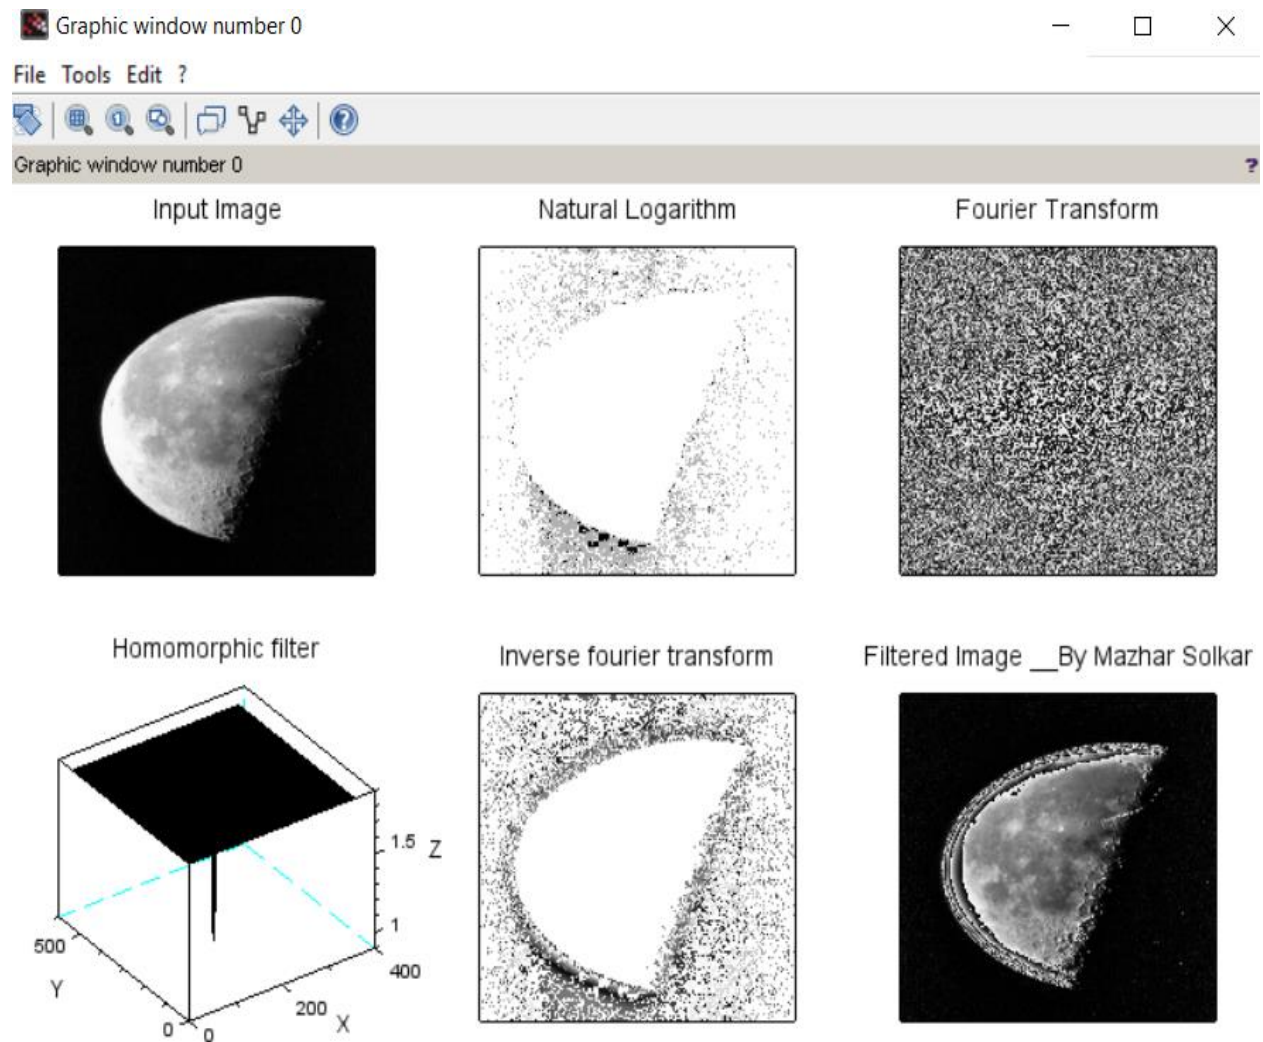 Graphic window number 0
File Tools Edit ?
Graphic window number 0 ?
Input Image
Natural Logarithm
Fourier Transform
Homomorphic filter
1.5 Z
1
500
400
Y
200
X
0 0
Inverse fourier transform
Filtered Image __By Mazhar Solkar